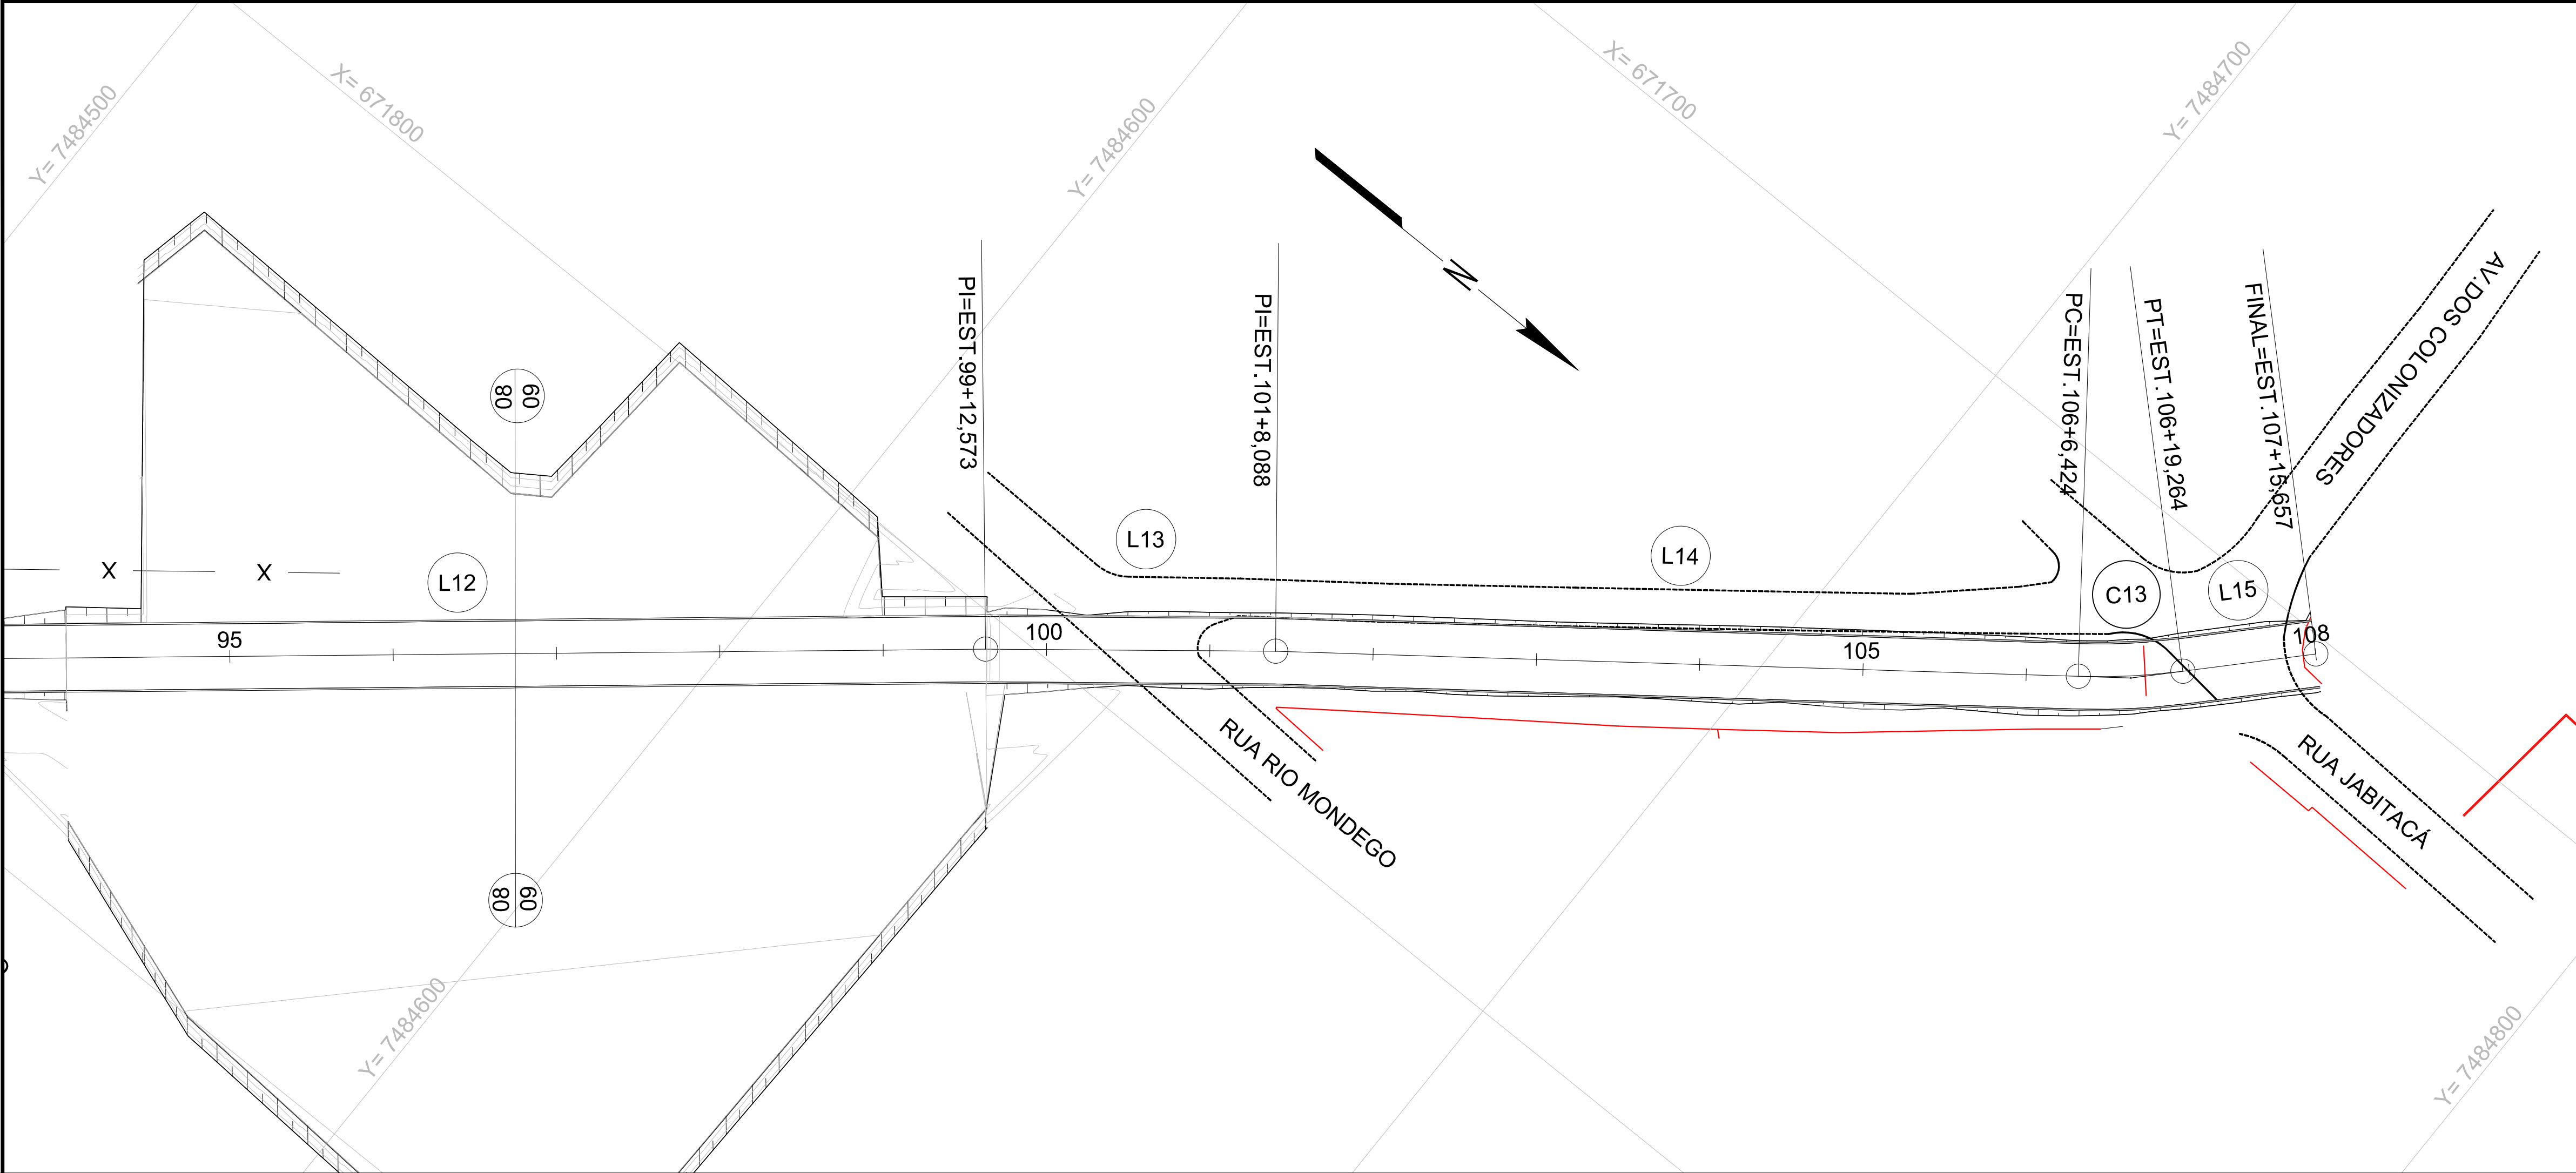 Y= 7484500
X= 671800
Y= 7484600
X= 671700
Y= 7484700
N
PI=EST.99+12,573
PI=EST.101+8,088
PC=EST.106+6,424
PT=EST.106+19,264
FINAL=EST.107+15,657
AV.DOS COLONIZADORES
08
09
X
X
L12
L13
L14
C13
L15
95
100
105
108
RUA RIO MONDEGO
RUA JABITACÁ
08
09
Y= 7484600
Y= 7484800